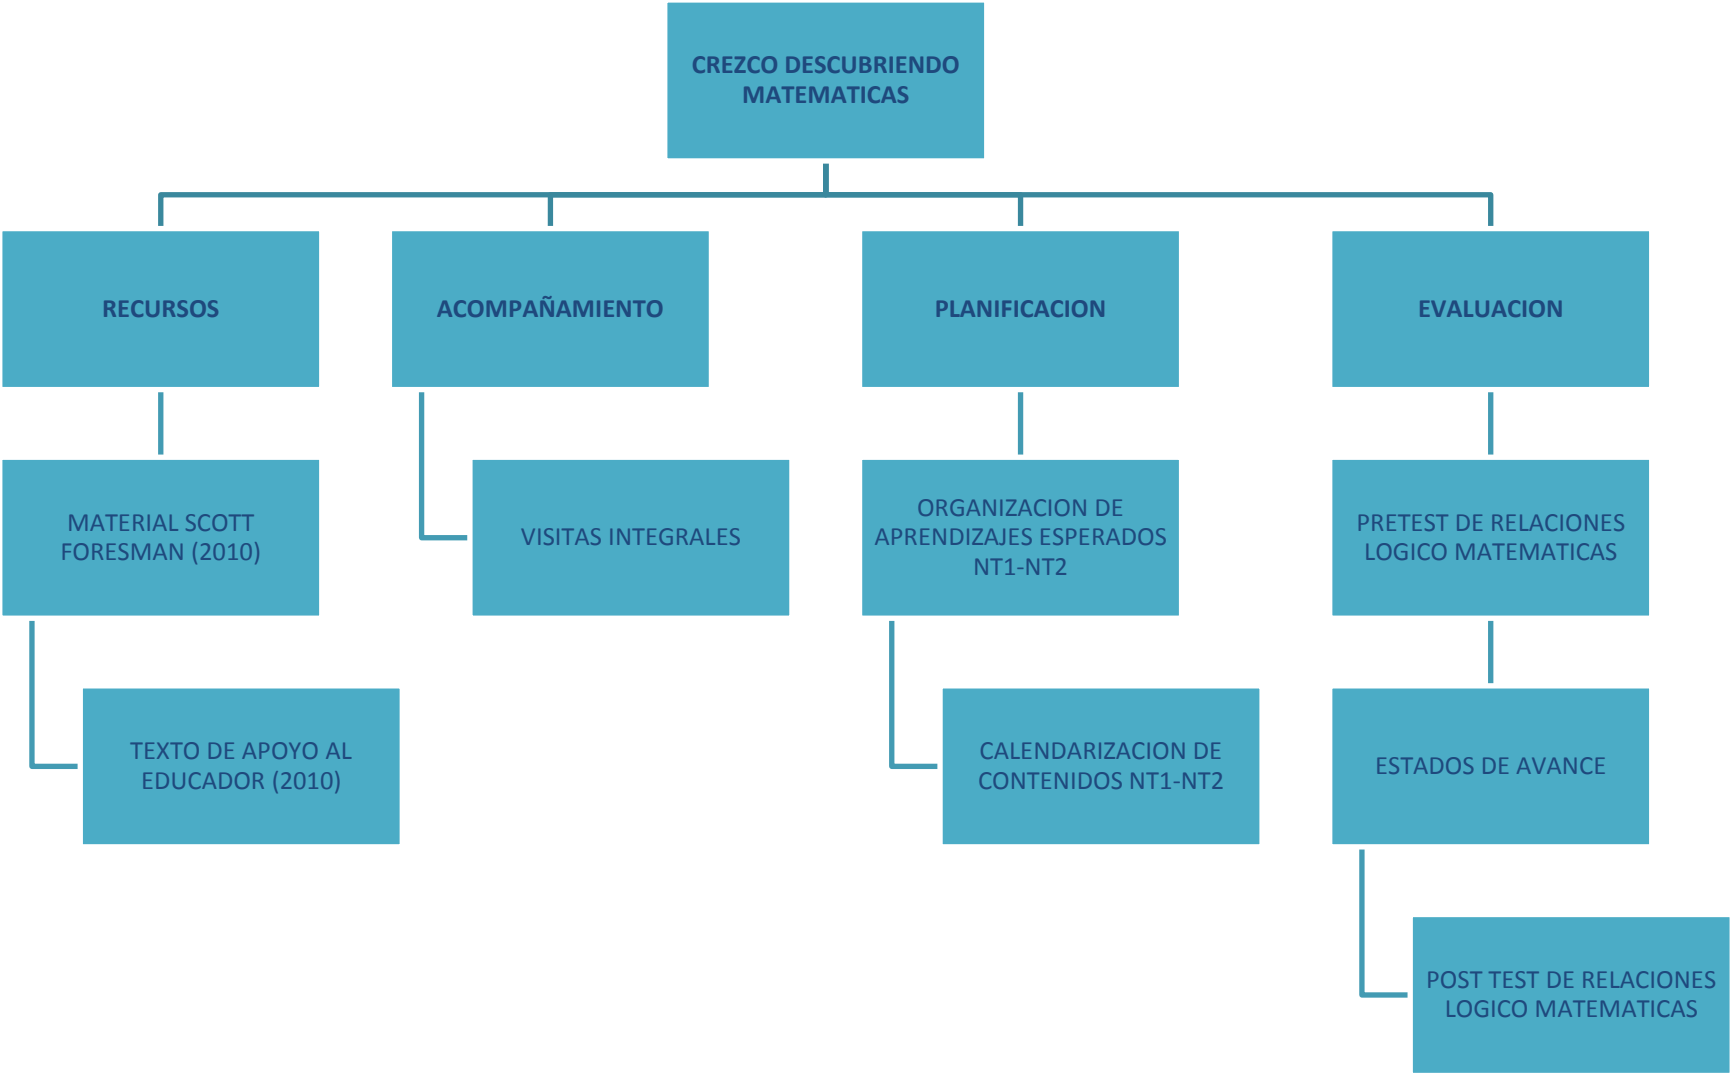 CREZCO DESCUBRIENDO
MATEMATICAS
RECURSOS
ACOMPAÑAMIENTO
PLANIFICACION
EVALUACION
MATERIAL SCOTT
FORESMAN (2010)
VISITAS INTEGRALES
ORGANIZACION DE
APRENDIZAJES ESPERADOS
NT1-NT2
PRETEST DE RELACIONES
LOGICO MATEMATICAS
TEXTO DE APOYO AL
EDUCADOR (2010)
CALENDARIZACION DE
CONTENIDOS NT1-NT2
ESTADOS DE AVANCE
POST TEST DE RELACIONES
LOGICO MATEMATICAS